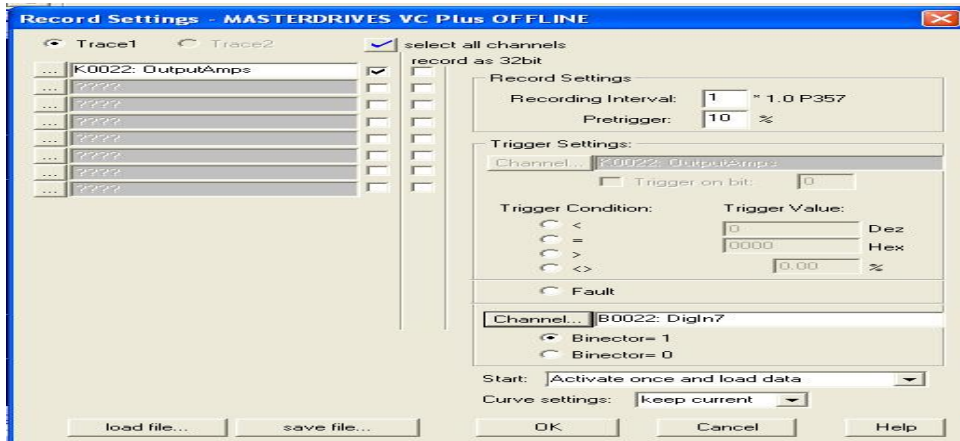 Record Settings - MASTERDRIVES VC Plus OFFLINE
Trace1 Trace2 select all channels
record as 32bit
... K0022: OutputAmps
... ????
... ????
... ????
... ????
... ????
... ????
... ????
Record Settings
Recording Interval: 1 * 1.0 P357
Pretrigger: 10 %
Trigger Settings:
Channel... K0022: OutputAmps
Trigger on bit: 0
Trigger Condition: Trigger Value:
< 0 Dez
= 0000 Hex
>
<> 0.00 %
Fault
Channel... B0022: DigIn7
Binector= 1
Binector= 0
Start: Activate once and load data
Curve settings: keep current
load file... save file... OK Cancel Help